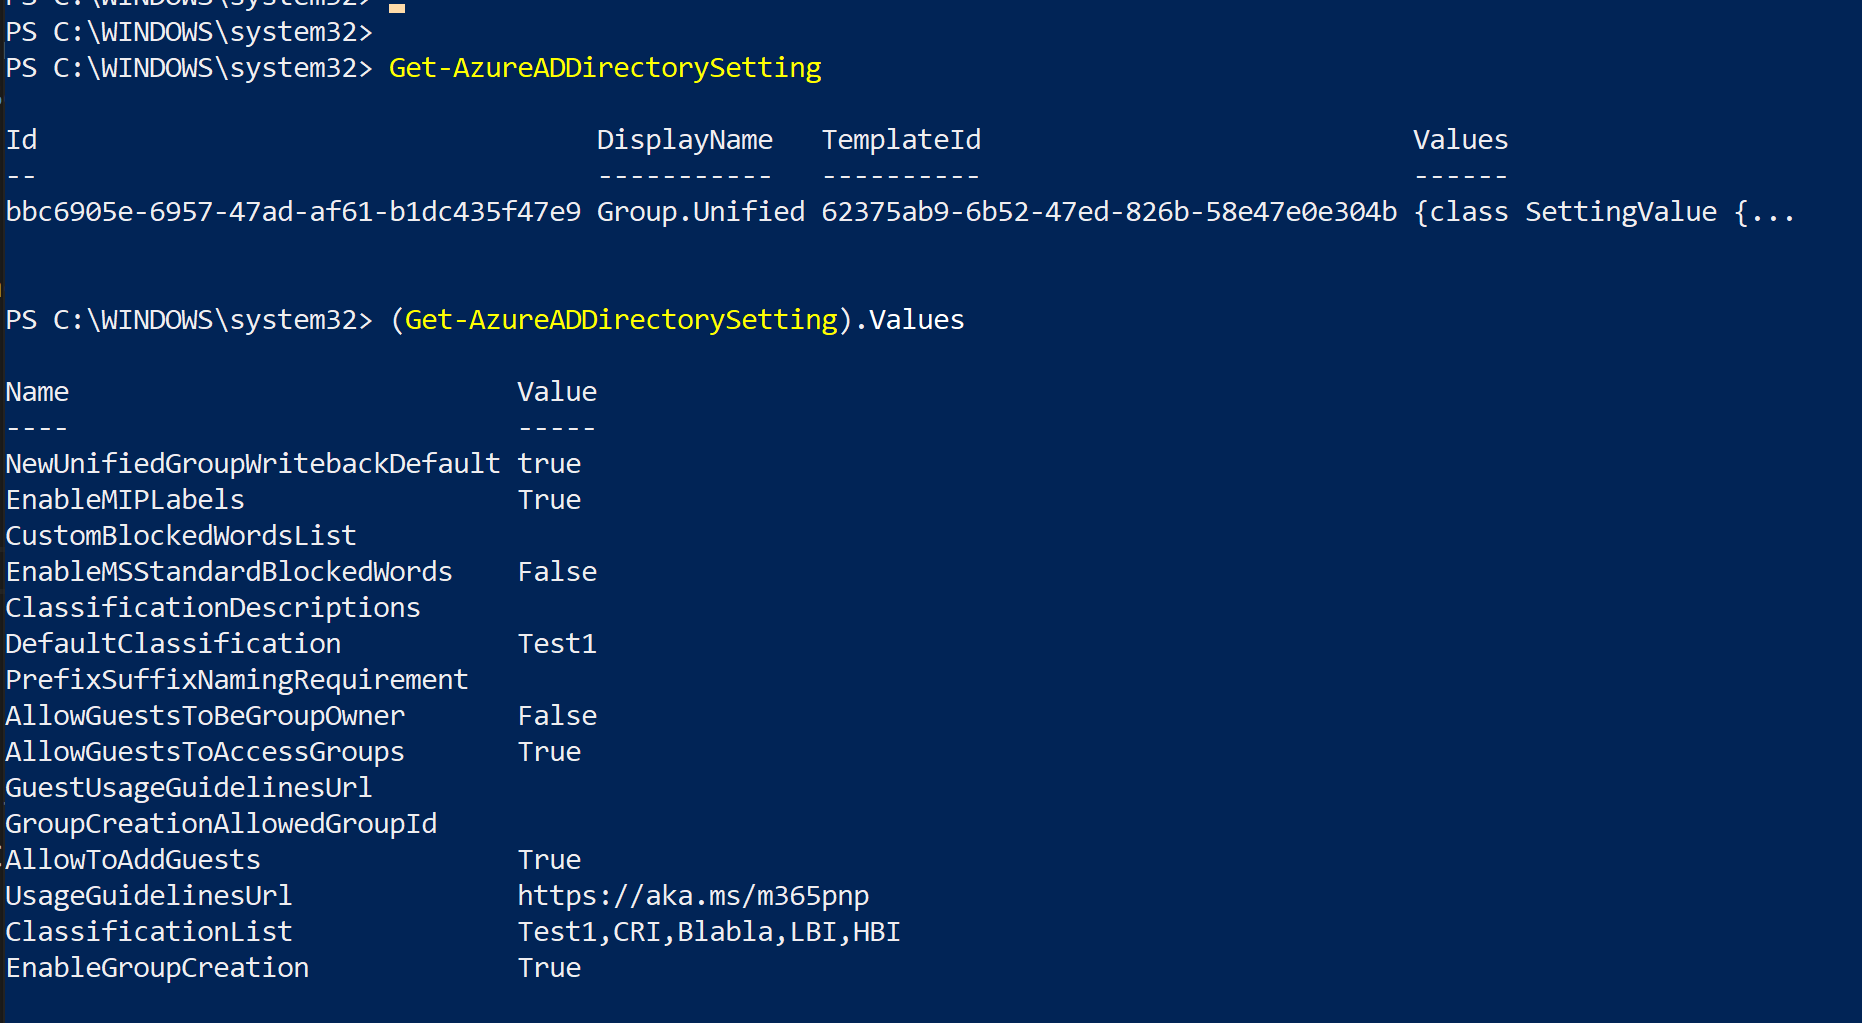 PS C:\WINDOWS\system32>
PS C:\WINDOWS\system32>
PS C:\WINDOWS\system32> Get-AzureADDirectorySetting
Id DisplayName TemplateId Values
-- ----------- ---------- ------
bbc6905e-6957-47ad-af61-b1dc435f47e9 Group.Unified 62375ab9-6b52-47ed-826b-58e47e0e304b {class SettingValue {...
PS C:\WINDOWS\system32> (Get-AzureADDirectorySetting).Values
Name Value
---- -----
NewUnifiedGroupWritebackDefault true
EnableMIPLabels True
CustomBlockedWordsList
EnableMSStandardBlockedWords False
ClassificationDescriptions
DefaultClassification Test1
PrefixSuffixNamingRequirement
AllowGuestsToBeGroupOwner False
AllowGuestsToAccessGroups True
GuestUsageGuidelinesUrl
GroupCreationAllowedGroupId
AllowToAddGuests True
UsageGuidelinesUrl https://aka.ms/m365pnp
ClassificationList Test1,CRI,Blabla,LBI,HBI
EnableGroupCreation True